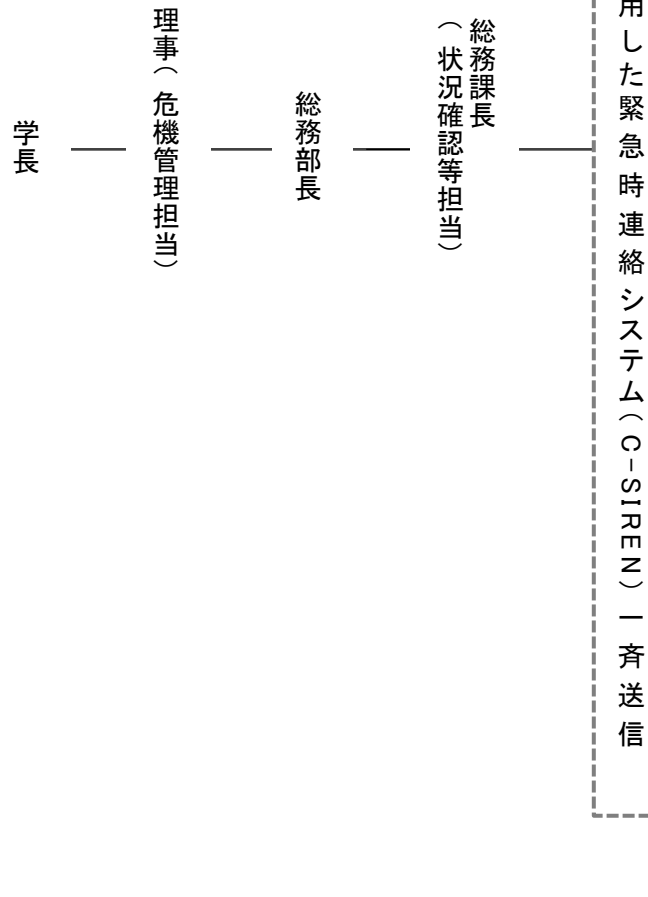 用した緊急時連絡システム（C-SIREN）一斉送信
総務課長
（状況確認等担当）
総務部長
理事（危機管理担当）
学長